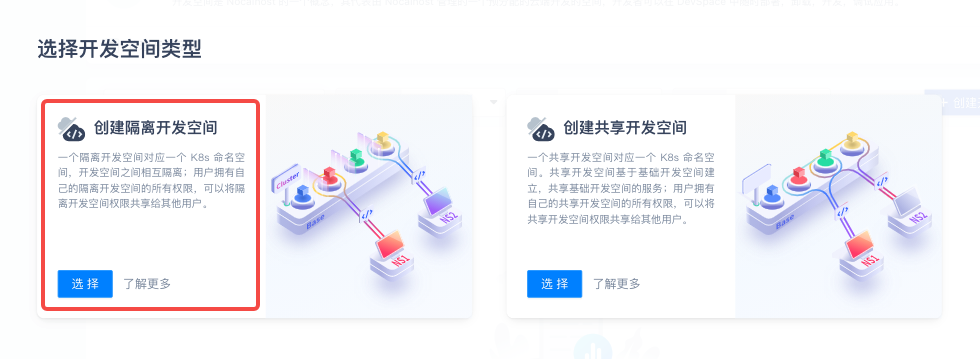 选择开发空间类型
创建隔离开发空间
一个隔离开发空间对应一个 K8s 命名空
间，开发空间之间相互隔离；用户拥有自
己的隔离开发空间的所有权限，可以将隔
离开发空间权限共享给其他用户。
选 择 了解更多
Cluster
Base
NS2
NS1
创建共享开发空间
一个共享开发空间对应一个 K8s 命名空
间。共享开发空间基于基础开发空间建
立，共享基础开发空间的服务；用户拥有
自己的共享开发空间的所有权限，可以将
共享开发空间权限共享给其他用户。
选 择 了解更多
Base
NS2
NS1
+ 创建